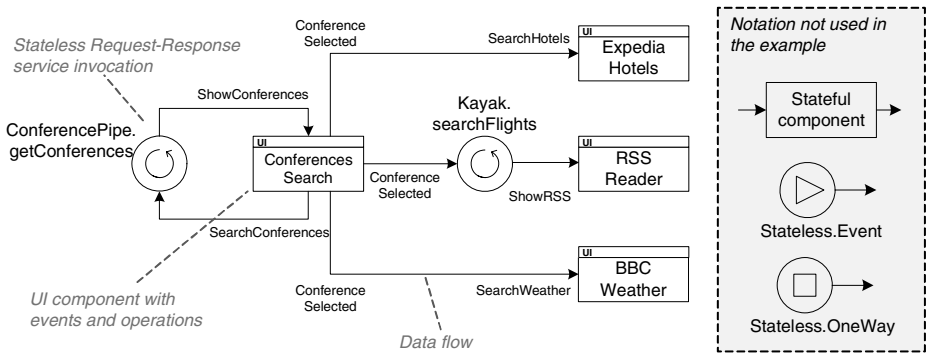 Stateless Request-Response
service invocation
Conference
Selected
SearchHotels
UI
Expedia
Hotels
ShowConferences
Kayak.
searchFlights
ConferencePipe.
getConferences
UI
Conferences
Search
Conference
Selected
UI
RSS
Reader
ShowRSS
SearchConferences
UI component with
events and operations
Conference
Selected
SearchWeather
UI
BBC
Weather
Data flow
Notation not used in
the example
Stateful
component
Stateless.Event
Stateless.OneWay